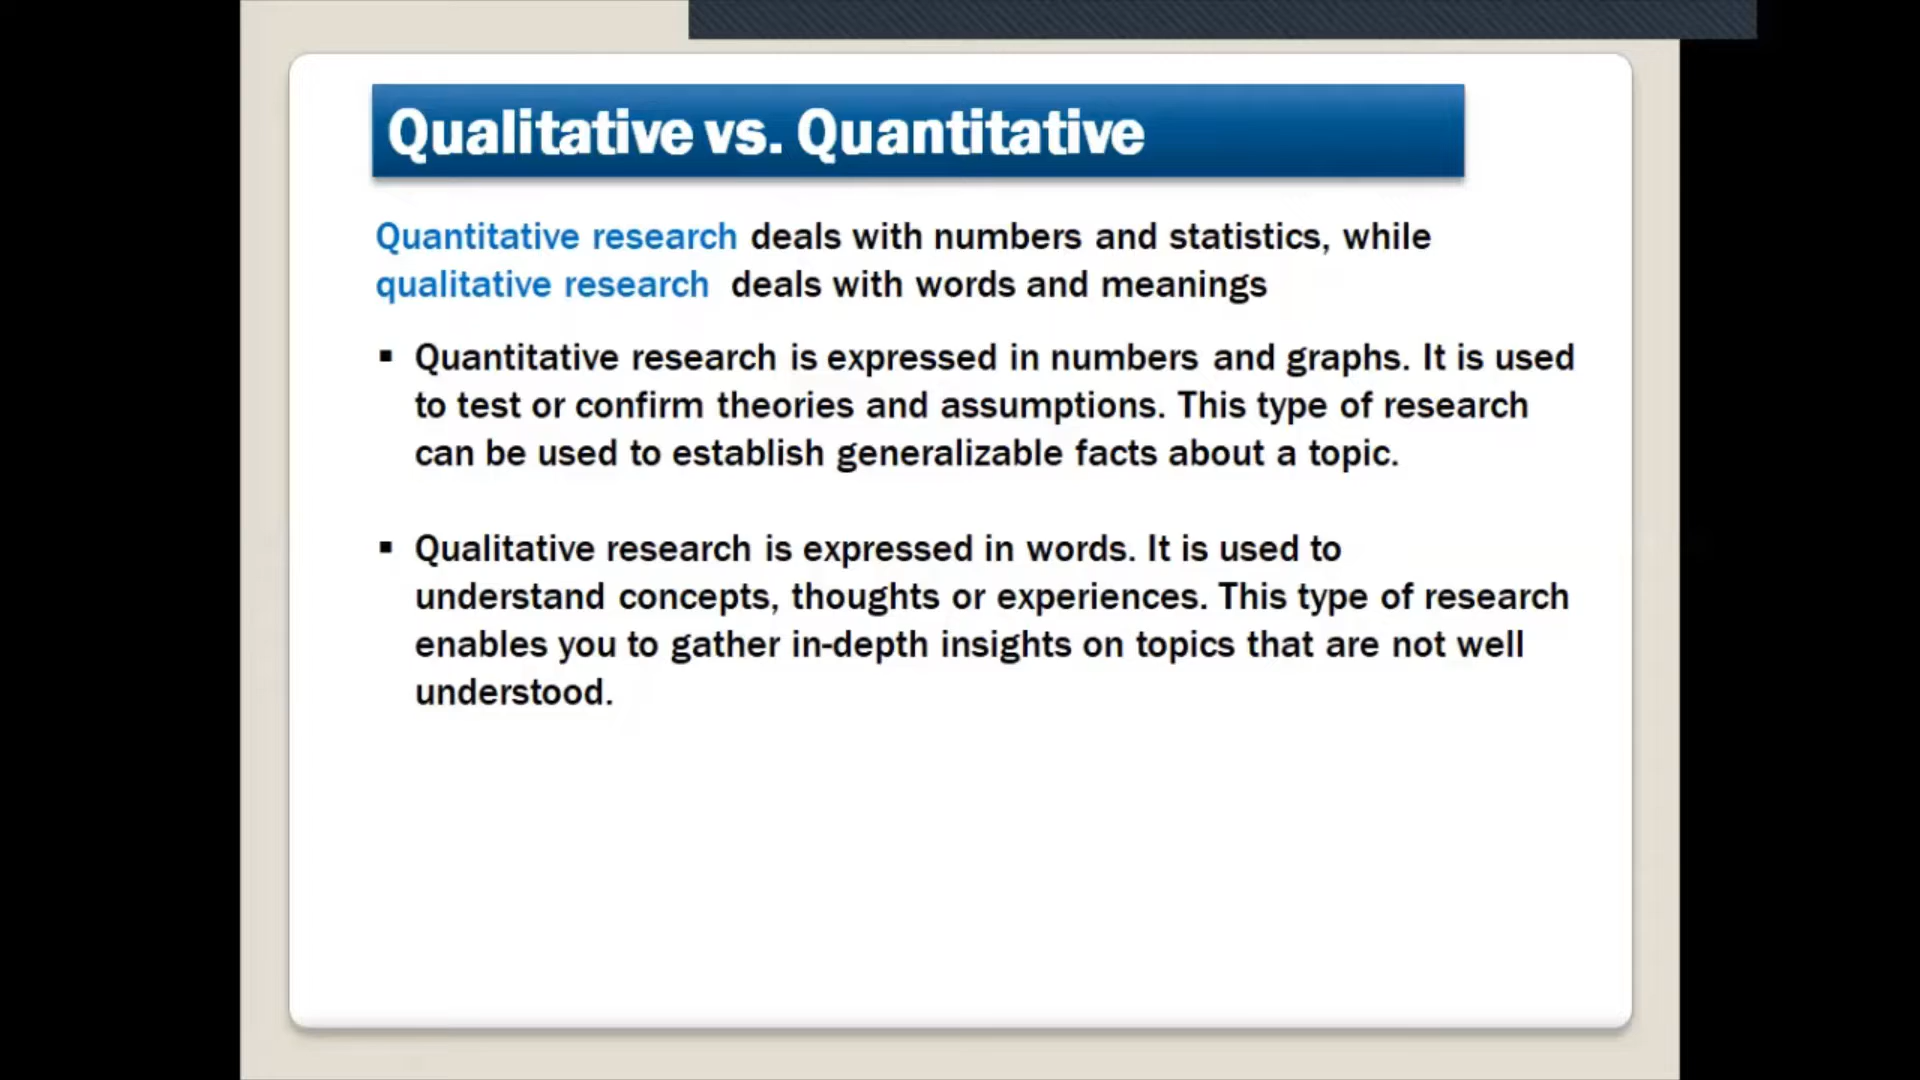 Qualitative vs. Quantitative
Quantitative research deals with numbers and statistics, while
qualitative research deals with words and meanings
▪ Quantitative research is expressed in numbers and graphs. It is used
to test or confirm theories and assumptions. This type of research
can be used to establish generalizable facts about a topic.
▪ Qualitative research is expressed in words. It is used to
understand concepts, thoughts or experiences. This type of research
enables you to gather in-depth insights on topics that are not well
understood.